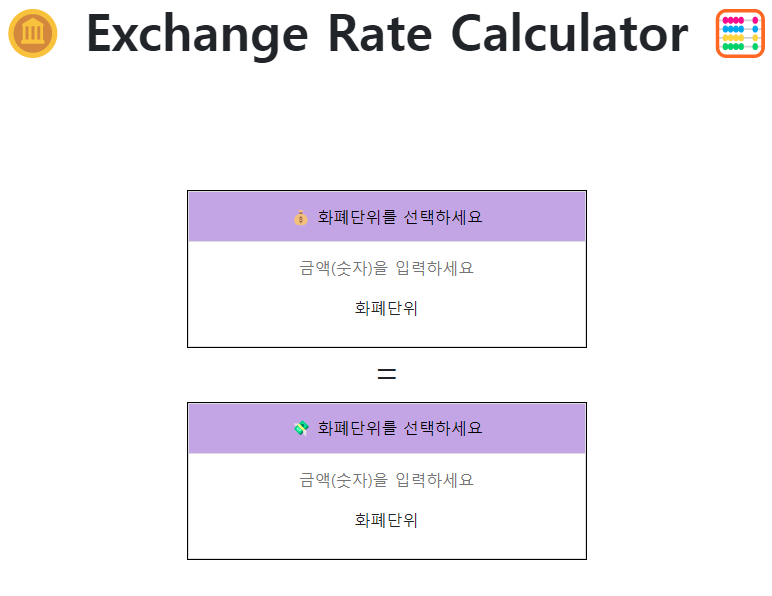 Exchange Rate Calculator
💰 화폐단위를 선택하세요
금액(숫자)을 입력하세요
화폐단위
=
💸 화폐단위를 선택하세요
금액(숫자)을 입력하세요
화폐단위